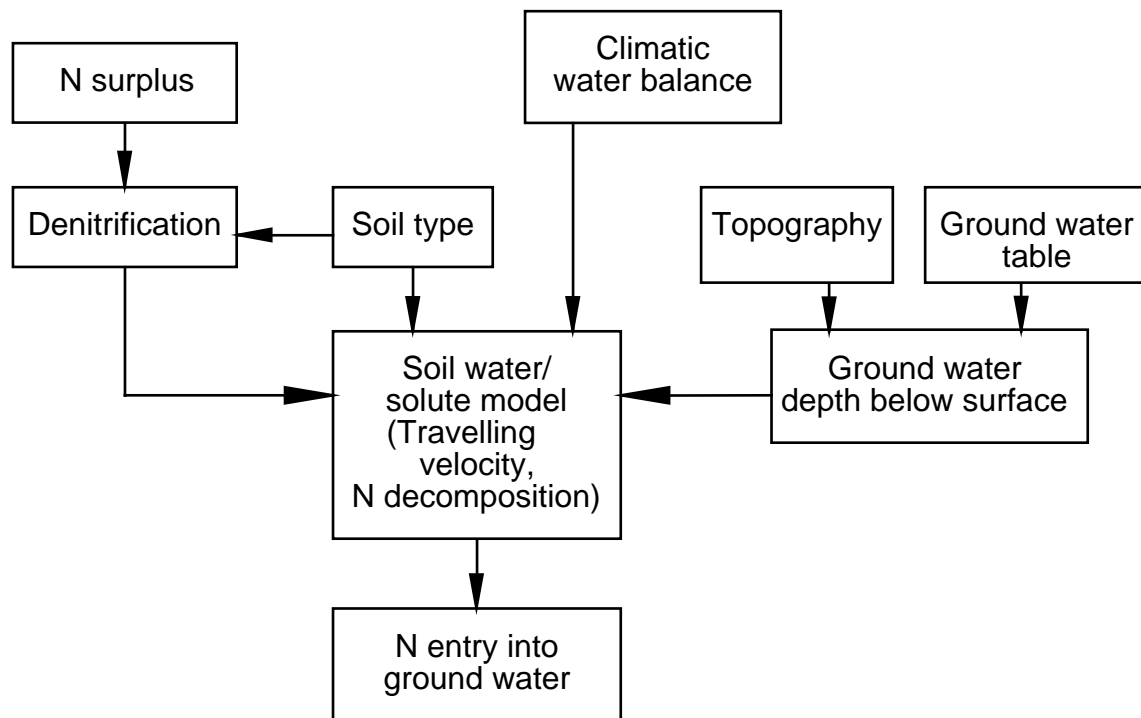 N surplus
Climatic
water balance
Denitrification
Soil type
Topography
Ground water
table
Soil water/
solute model
(Travelling
velocity,
N decomposition)
Ground water
depth below surface
N entry into
ground water